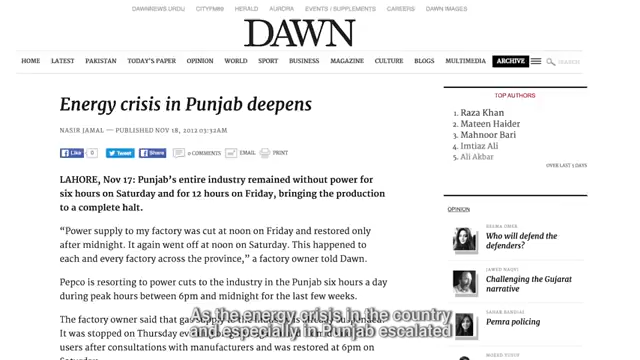 DAWNNEWS URDU CITYFM89 HERALD AURORA EVENTS / SUPPLEMENTS CAREERS DAWN IMAGES
DAWN
HOME LATEST PAKISTAN TODAY'S PAPER OPINION WORLD SPORT BUSINESS MAGAZINE CULTURE BLOGS MULTIMEDIA ARCHIVE SEARCH
Energy crisis in Punjab deepens
NASIR JAMAL — PUBLISHED NOV 18, 2012 03:32AM
Like 0 Tweet Share 0 COMMENTS EMAIL PRINT
LAHORE, Nov 17: Punjab's entire industry remained without power for
six hours on Saturday and for 12 hours on Friday, bringing the production
to a complete halt.
"Power supply to my factory was cut at noon on Friday and restored only
after midnight. It again went off at noon on Saturday. This happened to
each and every factory across the province," a factory owner told Dawn.
Pepco is resorting to power cuts to the industry in the Punjab six hours a day
during peak hours between 6pm and midnight for the last few weeks.
The factory owner said that gas
It was stopped on Thursday
users after consultations with manufacturers and was restored at 6pm on
Saturday.
TOP AUTHORS
1. Raza Khan
2. Mateen Haider
3. Mahnoor Bari
4. Imtiaz Ali
5. Ali Akbar
OVER LAST 3 DAYS
OPINION
Who will defend the
defenders?
JAWED NAQVI
Challenging the Gujarat
narrative
Pemra policing
As the energy crisis in the country
and especially in Punjab escalated